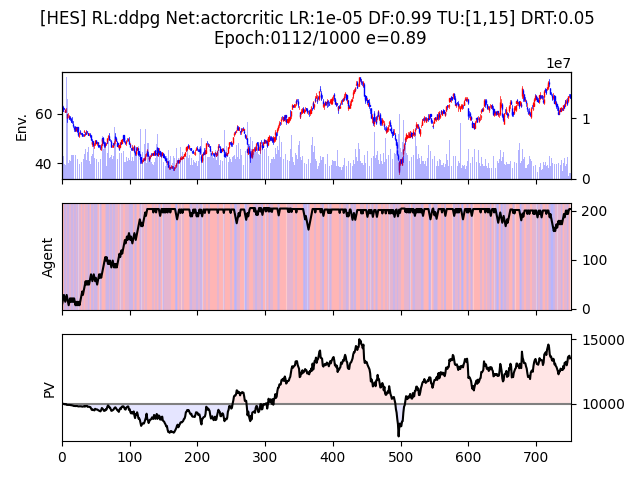 [HES] RL:ddpg Net:actorcritic LR:1e-05 DF:0.99 TU:[1,15] DRT:0.05
Epoch:0112/1000 e=0.89
1e7
Env.
60
40
1
0
Agent
200
100
0
PV
15000
10000
0 100 200 300 400 500 600 700